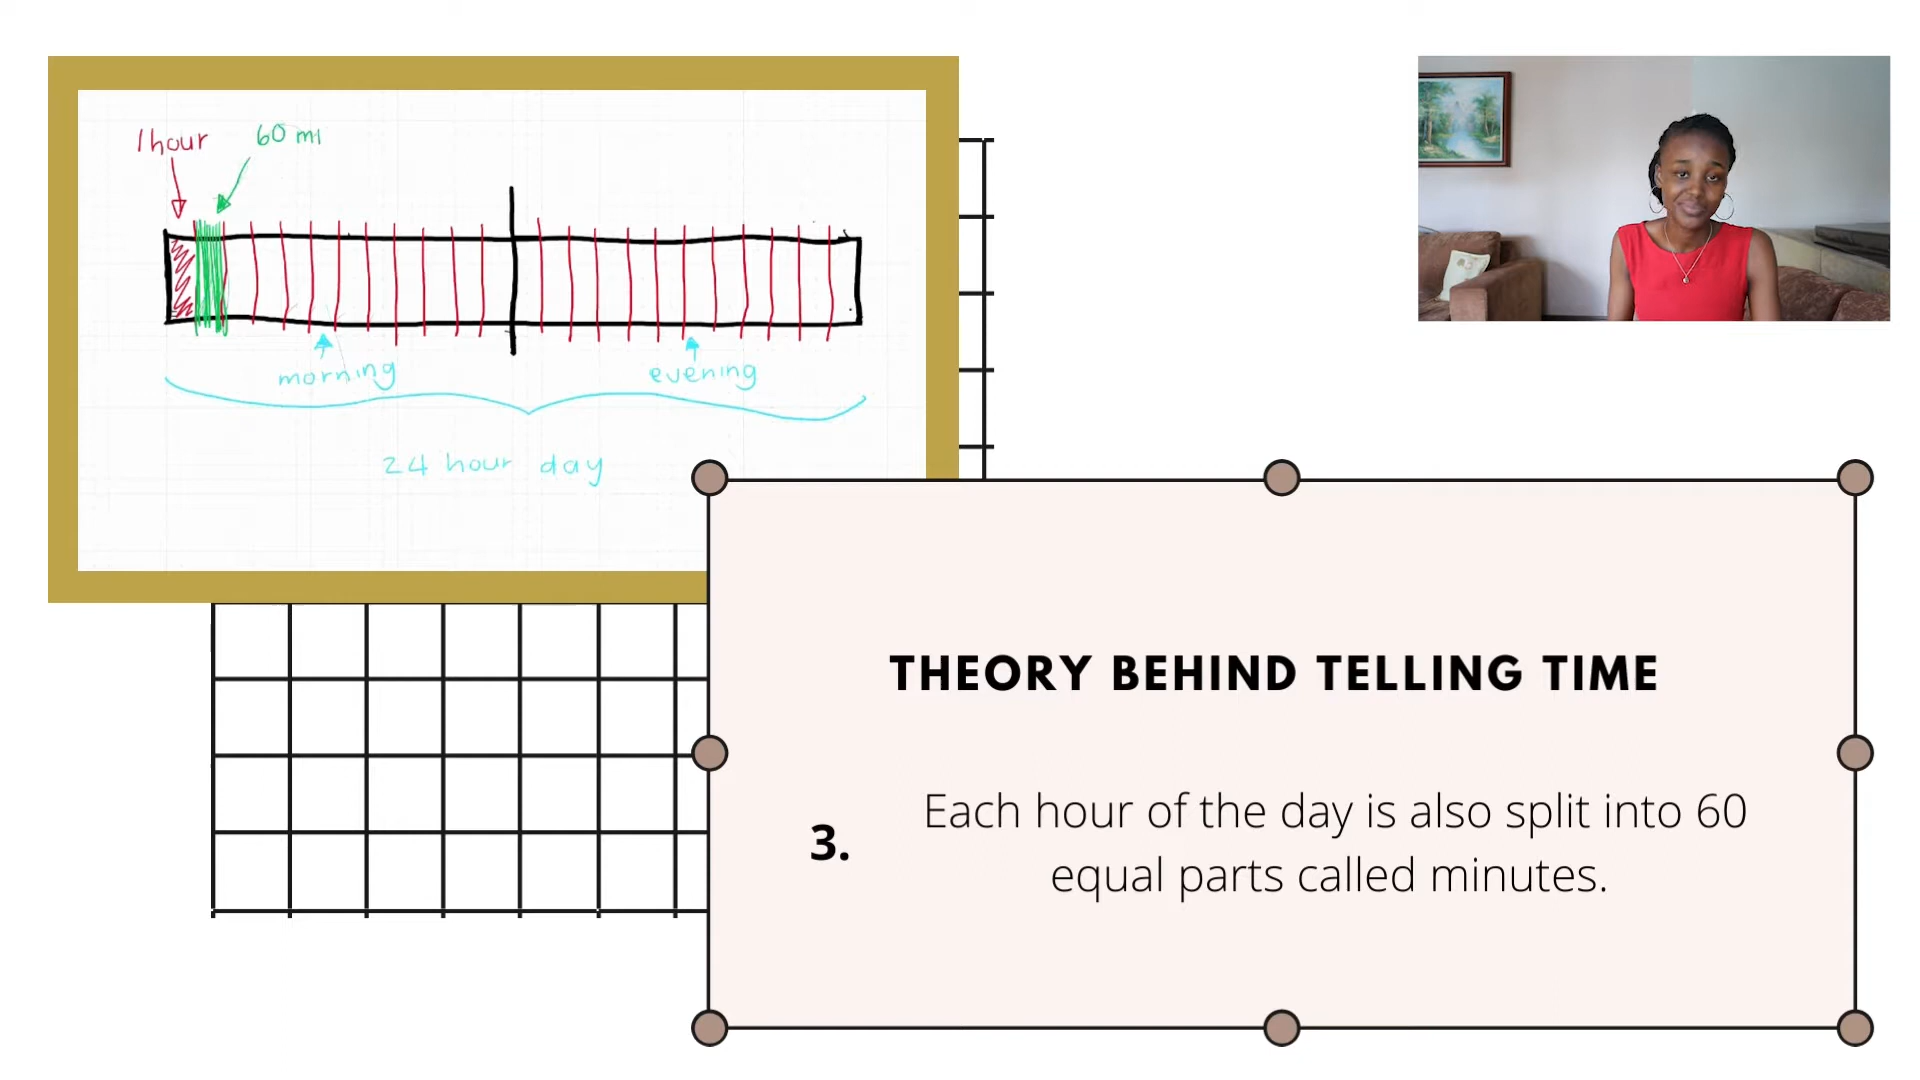 1hour
60 mi
morning
evening
24 hour day
THEORY BEHIND TELLING TIME
3.
Each hour of the day is also split into 60
equal parts called minutes.